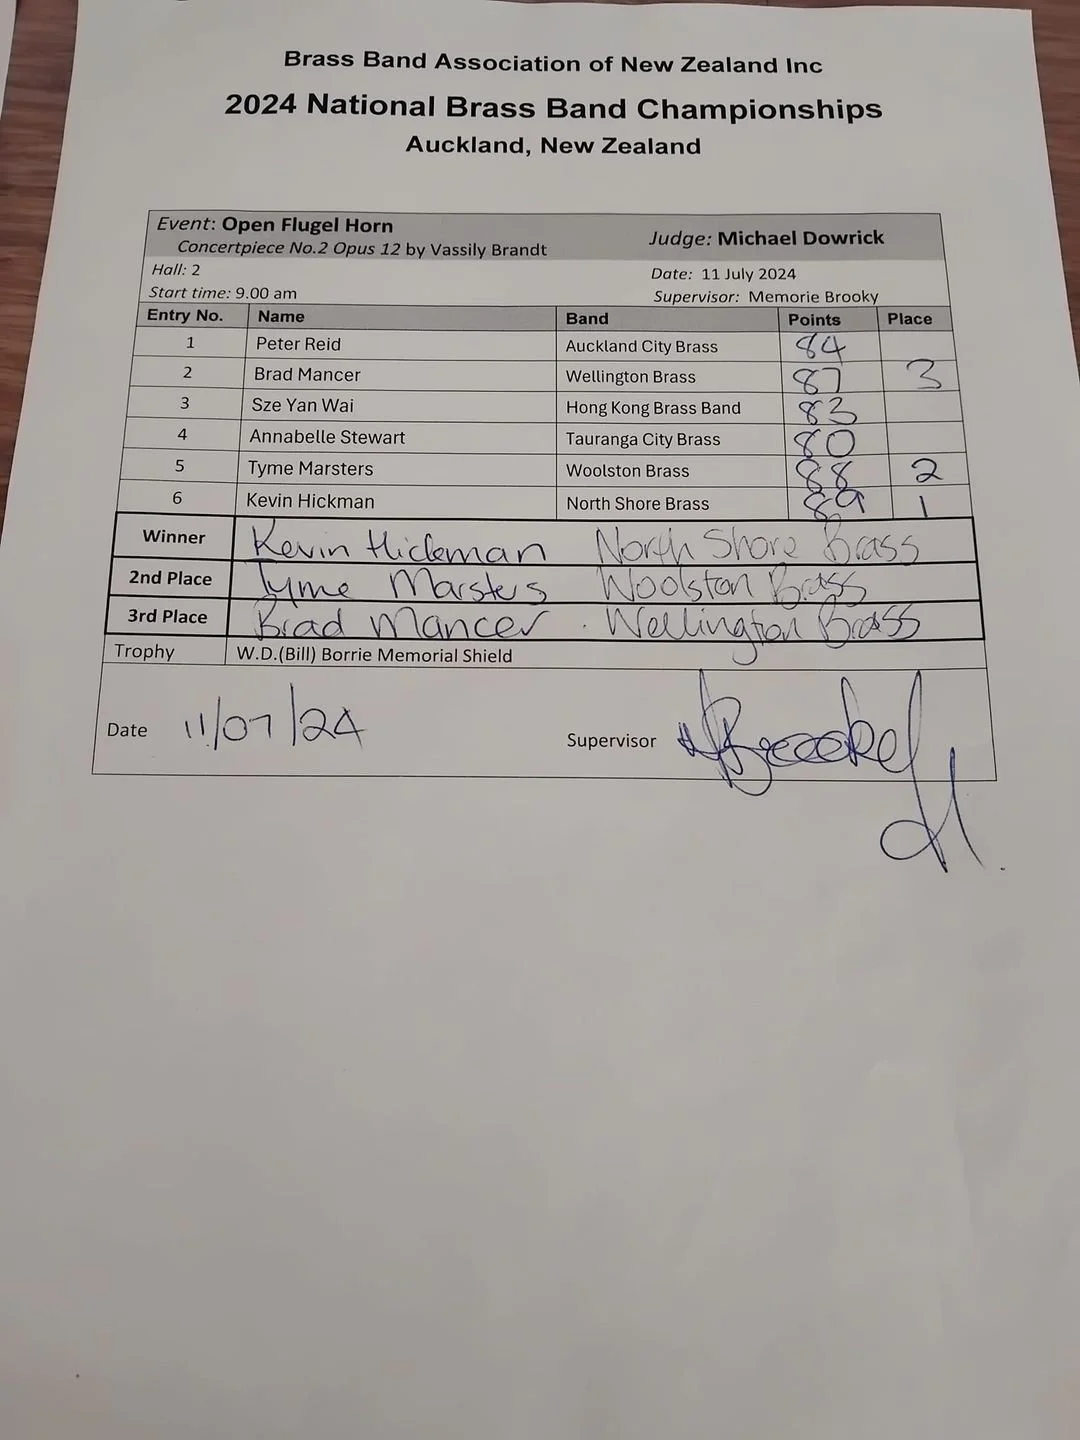 Brass Band Association of New Zealand Inc
2024 National Brass Band Championships
Auckland, New Zealand
Event: Open Flugel Horn
Concertpiece No.2 Opus 12 by Vassily Brandt
Judge: Michael Dowrick
Hall: 2
Date: 11 July 2024
Start time: 9.00 am
Supervisor: Memorie Brooky
Entry No. Name Band Points Place
1 Peter Reid Auckland City Brass 84
2 Brad Mancer Wellington Brass 87 3
3 Sze Yan Wai Hong Kong Brass Band 83
4 Annabelle Stewart Tauranga City Brass 80
5 Tyme Marsters Woolston Brass 88 2
6 Kevin Hickman North Shore Brass 89 1
Winner Kevin Hickman North Shore Brass
2nd Place Tyme Marsters Woolston Brass
3rd Place Brad Mancer . Wellington Brass
Trophy W.D.(Bill) Borrie Memorial Shield
Date 11/07/24 Supervisor